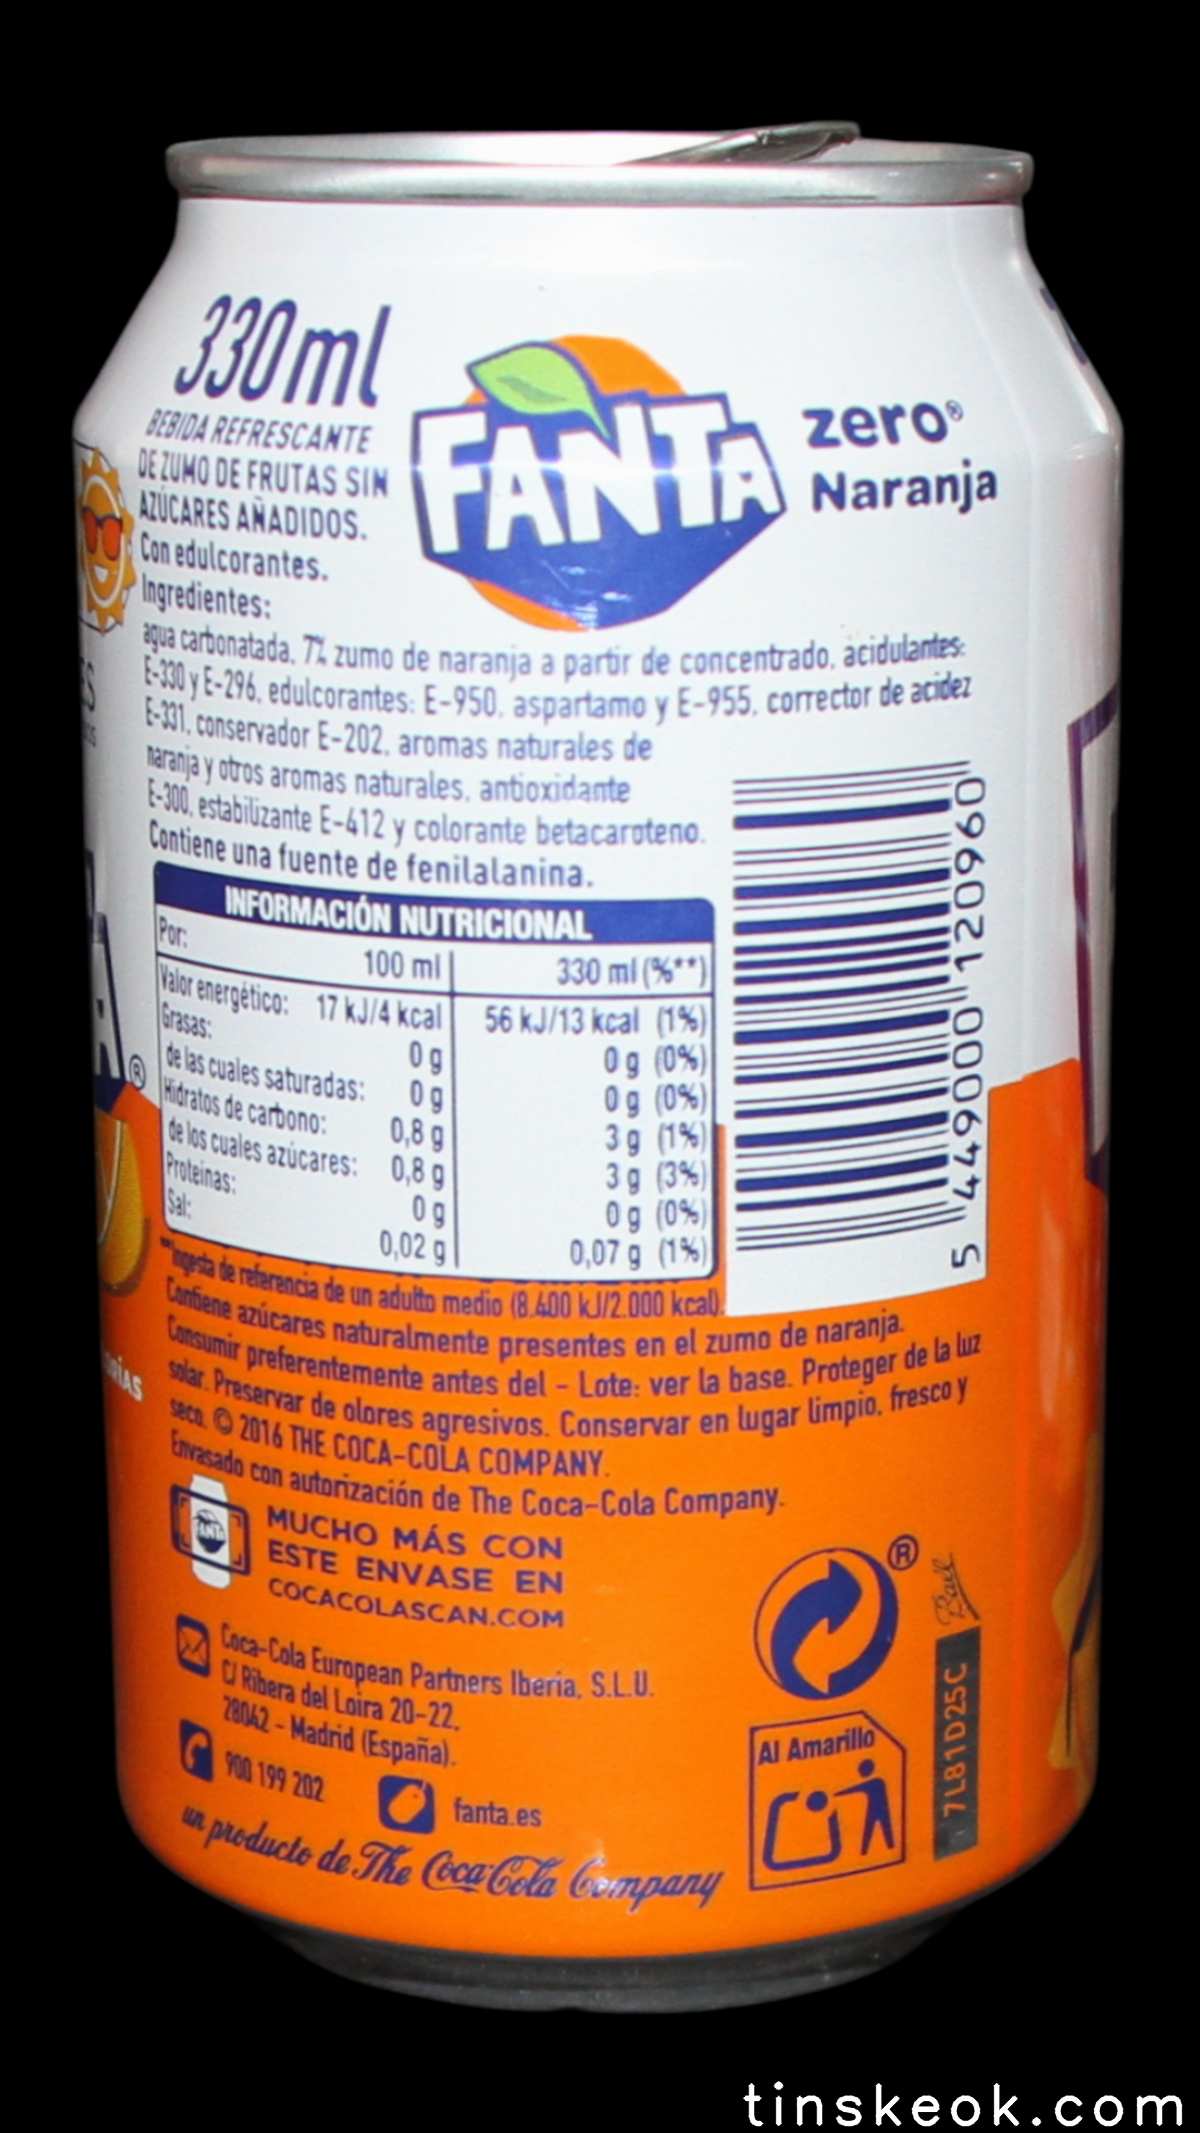 330ml
BEBIDA REFRESCANTE
DE ZUMO DE FRUTAS SIN
AZÚCARES AÑADIDOS.
Con edulcorantes.
Ingredientes:
FANTA
zero®
Naranja
agua carbonatada, 7% zumo de naranja a partir de concentrado, acidulantes:
E-330 y E-296, edulcorantes: E-950, aspartamo y E-955, corrector de acidez
E-331, conservador E-202, aromas naturales de
naranja y otros aromas naturales, antioxidante
E-300, estabilizante E-412 y colorante betacaroteno.
Contiene una fuente de fenilalanina.
INFORMACIÓN NUTRICIONAL
Por: 100 ml 330 ml (%**)
Valor energético: 17 kJ/4 kcal 56 kJ/13 kcal (1%)
Grasas: 0 g 0 g (0%)
de las cuales saturadas: 0 g 0 g (0%)
Hidratos de carbono: 0,8 g 3 g (1%)
de los cuales azúcares: 0,8 g 3 g (3%)
Proteínas: 0 g 0 g (0%)
Sal: 0,02 g 0,07 g (1%)
5 449000 120960
**Ingesta de referencia de un adulto medio (8.400 kJ/2.000 kcal).
Contiene azúcares naturalmente presentes en el zumo de naranja.
Consumir preferentemente antes del - Lote: ver la base. Proteger de la luz
solar. Preservar de olores agresivos. Conservar en lugar limpio, fresco y
seco. © 2016 THE COCA-COLA COMPANY.
Envasado con autorización de The Coca-Cola Company.
FANTA
MUCHO MÁS CON
ESTE ENVASE EN
COCACOLASCAN.COM
Coca-Cola European Partners Iberia, S.L.U.
C/ Ribera del Loira 20-22,
28042 - Madrid (España).
900 199 202
fanta.es
un producto de The Coca-Cola Company
®
Ball
Al Amarillo
7L81D25C
®
tinskeok.com